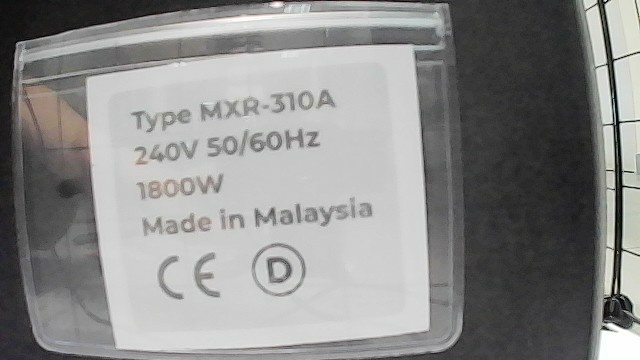 Type MXR-310A
240V 50/60Hz
1800W
Made in Malaysia
CE D